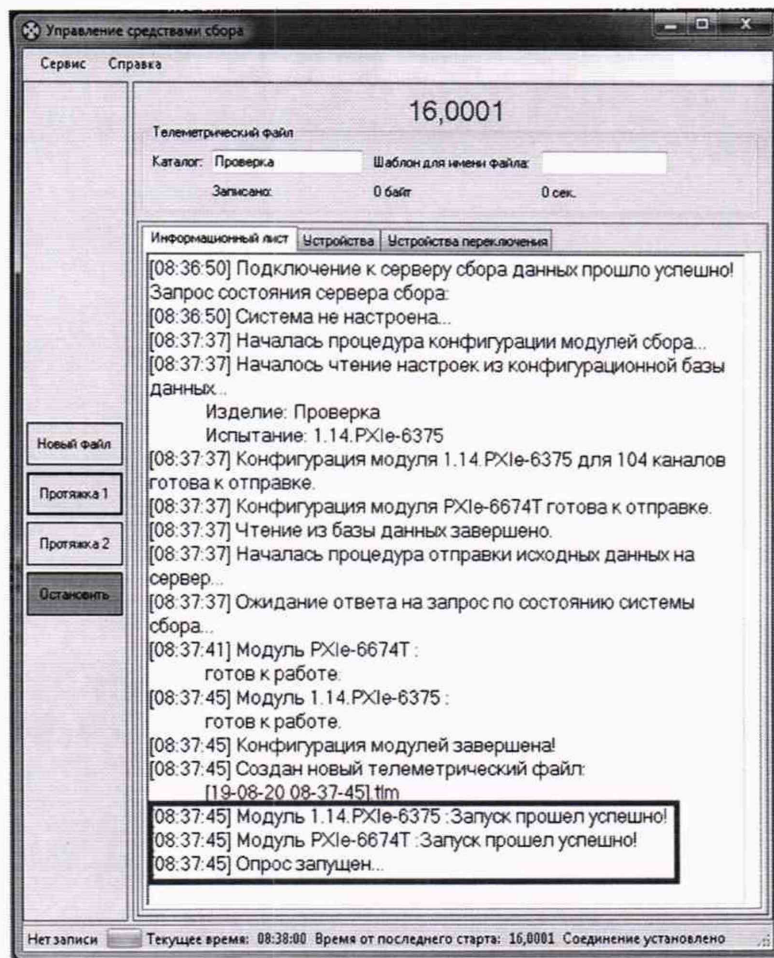 Управление средствами сбора
Сервис Справка
16,0001
Телеметрический файл
Каталог: Проверка Шаблон для имени файла:
Записано: 0 байт 0 сек.
Информационный лист Устройства Устройства переключения
[08:36:50] Подключение к серверу сбора данных прошло успешно!
Запрос состояния сервера сбора:
[08:36:50] Система не настроена...
[08:37:37] Началась процедура конфигурации модулей сбора...
[08:37:37] Началось чтение настроек из конфигурационной базы
данных...
Изделие: Проверка
Испытание: 1.14.PXIe-6375
[08:37:37] Конфигурация модуля 1.14.PXIe-6375 для 104 каналов
готова к отправке.
[08:37:37] Конфигурация модуля PXIe-6674T готова к отправке.
[08:37:37] Чтение из базы данных завершено.
[08:37:37] Началась процедура отправки исходных данных на
сервер...
[08:37:37] Ожидание ответа на запрос по состоянию системы
сбора...
[08:37:41] Модуль PXIe-6674T :
готов к работе.
[08:37:45] Модуль 1.14.PXIe-6375 :
готов к работе.
[08:37:45] Конфигурация модулей завершена!
[08:37:45] Создан новый телеметрический файл:
[19-08-20 08-37-45].tlm
[08:37:45] Модуль 1.14.PXIe-6375 :Запуск прошел успешно!
[08:37:45] Модуль PXIe-6674T :Запуск прошел успешно!
[08:37:45] Опрос запущен...
Новый файл
Протяжка 1
Протяжка 2
Остановить
Нет записи Текущее время: 08:38:00 Время от последнего старта: 16,0001 Соединение установлено